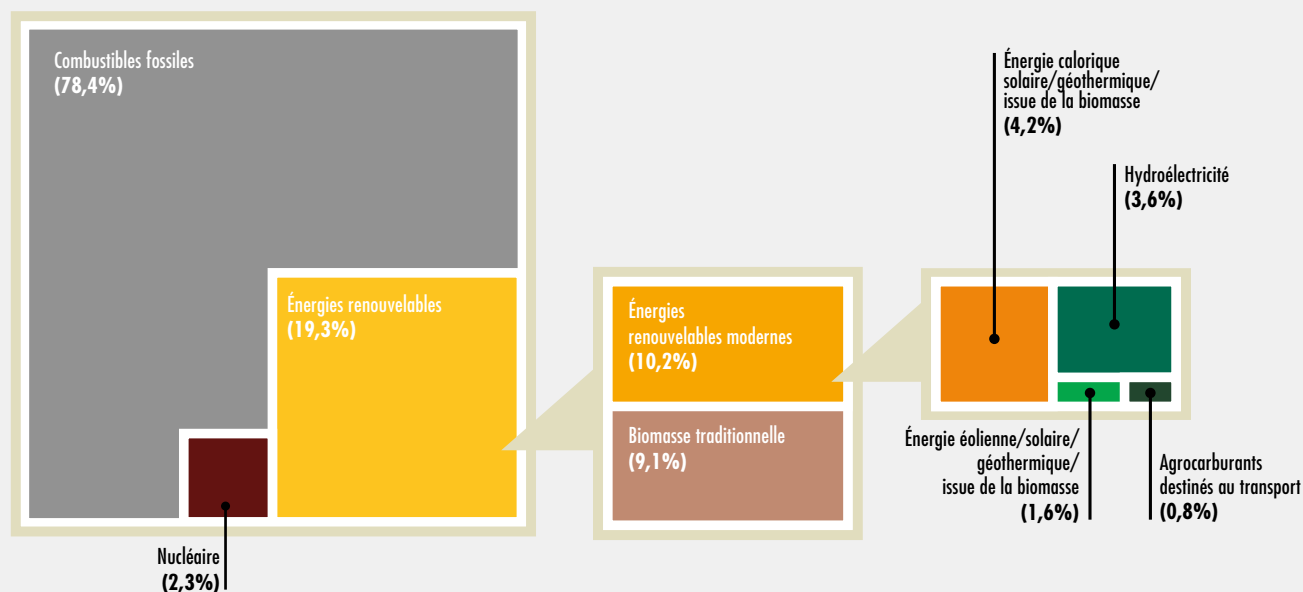 Combustibles fossiles
(78,4%)
Énergies renouvelables
(19,3%)
Nucléaire
(2,3%)
Énergies
renouvelables modernes
(10,2%)
Biomasse traditionnelle
(9,1%)
Énergie calorique
solaire/géothermique/
issue de la biomasse
(4,2%)
Hydroélectricité
(3,6%)
Énergie éolienne/solaire/
géothermique/
issue de la biomasse
(1,6%)
Agrocarburants
destinés au transport
(0,8%)